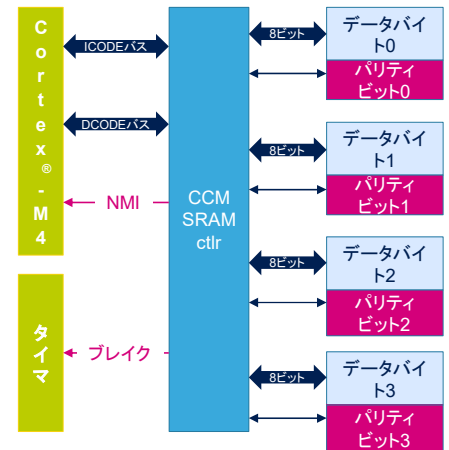 Cortex®-M4
ICODEバス
DCODEバス
NMI
タイマ
ブレイク
CCM
SRAM
ctlr
8ビット
データバイ
ト0
パリティ
ビット0
8ビット
データバイ
ト1
パリティ
ビット1
8ビット
データバイ
ト2
パリティ
ビット2
8ビット
データバイ
ト3
パリティ
ビット3